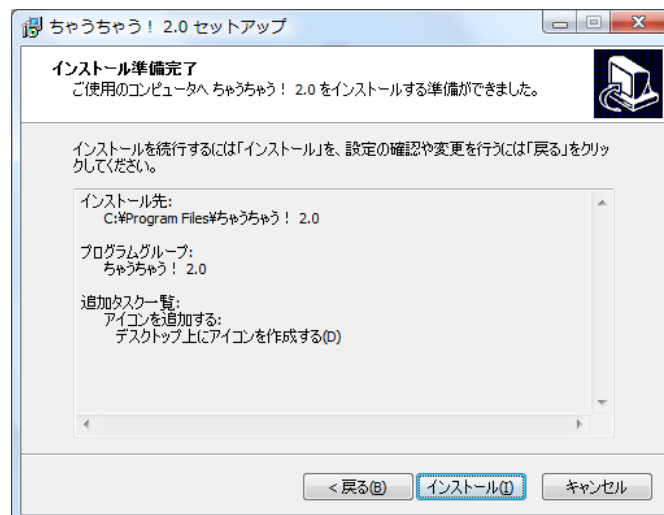 ちゃうちゃう！ 2.0 セットアップ
インストール準備完了
ご使用のコンピュータへ ちゃうちゃう！ 2.0 をインストールする準備ができました。
インストールを続行するには「インストール」を、設定の確認や変更を行うには「戻る」をクリッ
クしてください。
インストール先:
C:¥Program Files¥ちゃうちゃう！ 2.0
プログラムグループ:
ちゃうちゃう！ 2.0
追加タスク一覧:
アイコンを追加する:
デスクトップ上にアイコンを作成する(D)
< 戻る(B) インストール(I) キャンセル